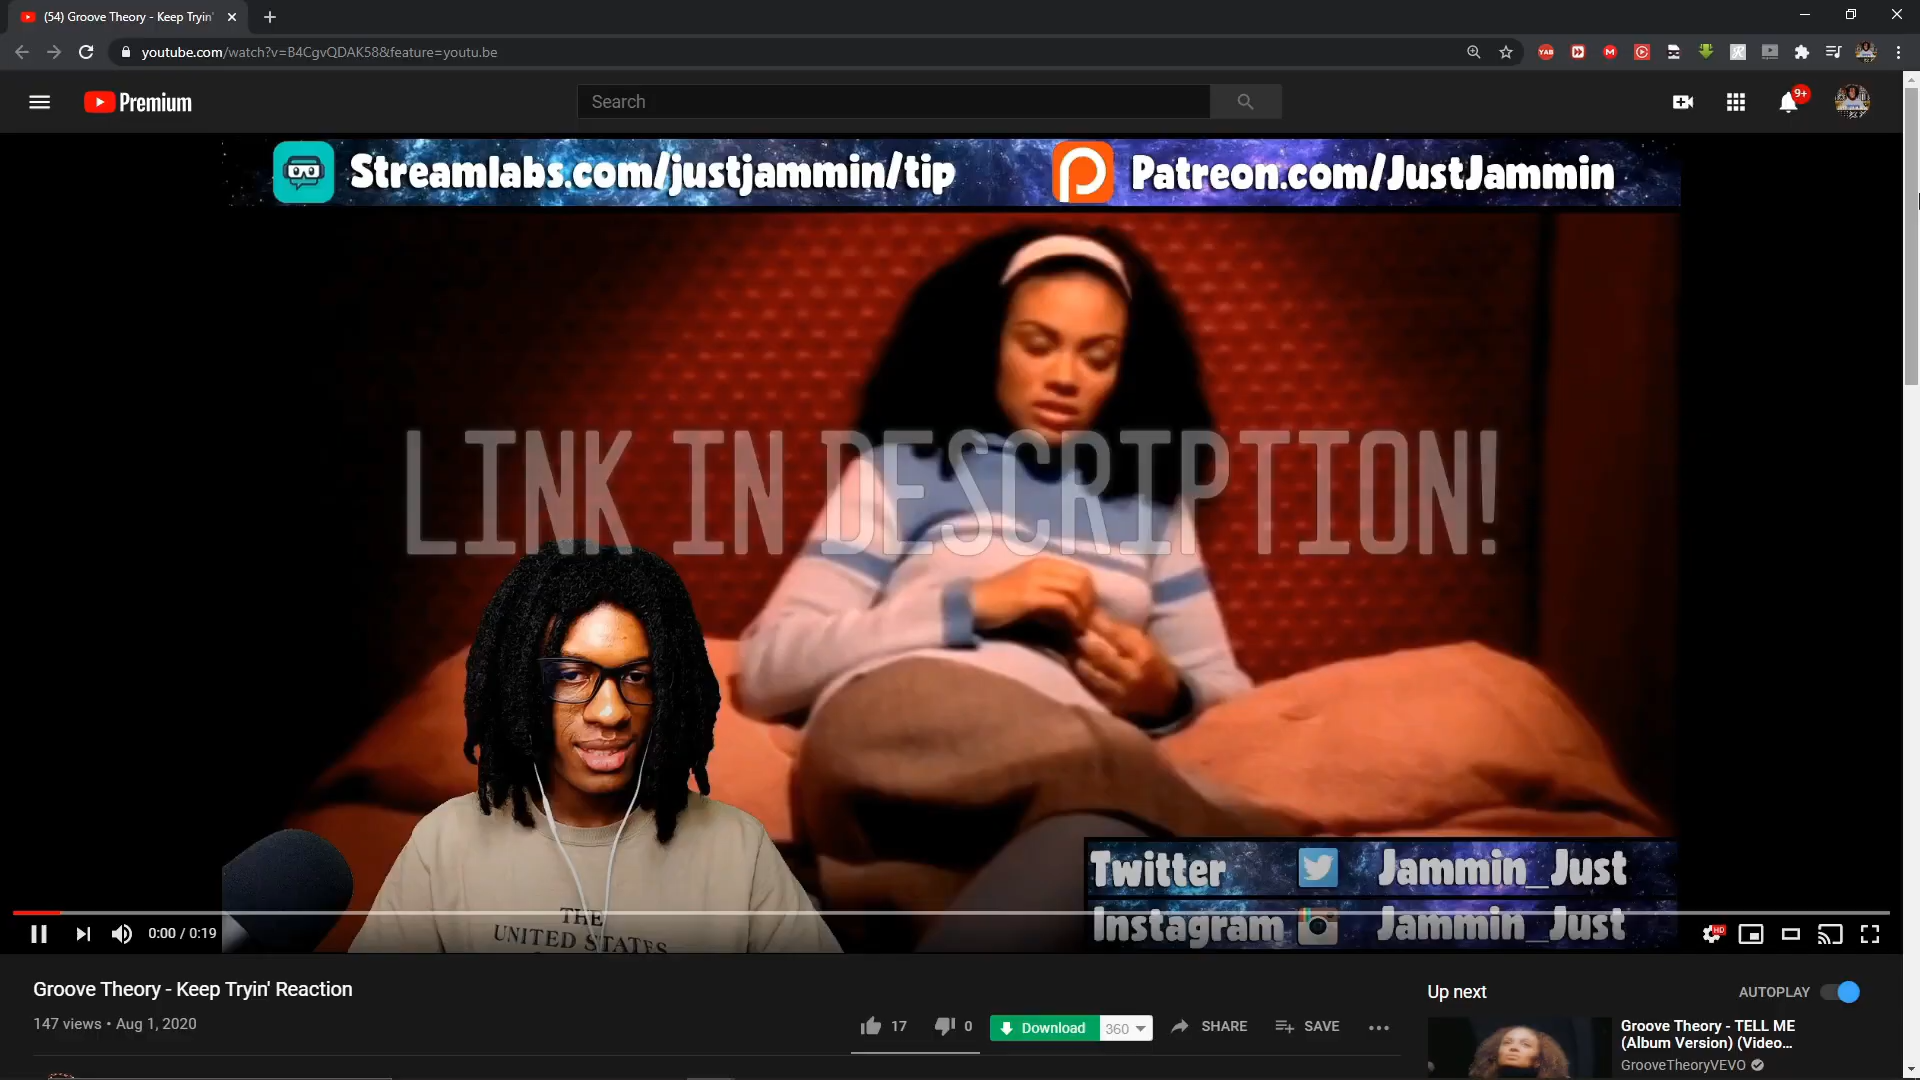 (54) Groove Theory - Keep Tryin'
youtube.com/watch?v=B4CgvQDAK58&feature=youtu.be
YAB
Premium
Search
9+
Streamlabs.com/justjammin/tip
Patreon.com/JustJammin
LINK IN DESCRIPTION!
THE
UNITED STATES
Twitter Jammin_Just
Instagram Jammin_Just
0:00 / 0:19
HD
Groove Theory - Keep Tryin' Reaction
147 views • Aug 1, 2020
17
0
Download 360
SHARE
SAVE
Up next
AUTOPLAY
Groove Theory - TELL ME
(Album Version) (Video...
GrooveTheoryVEVO